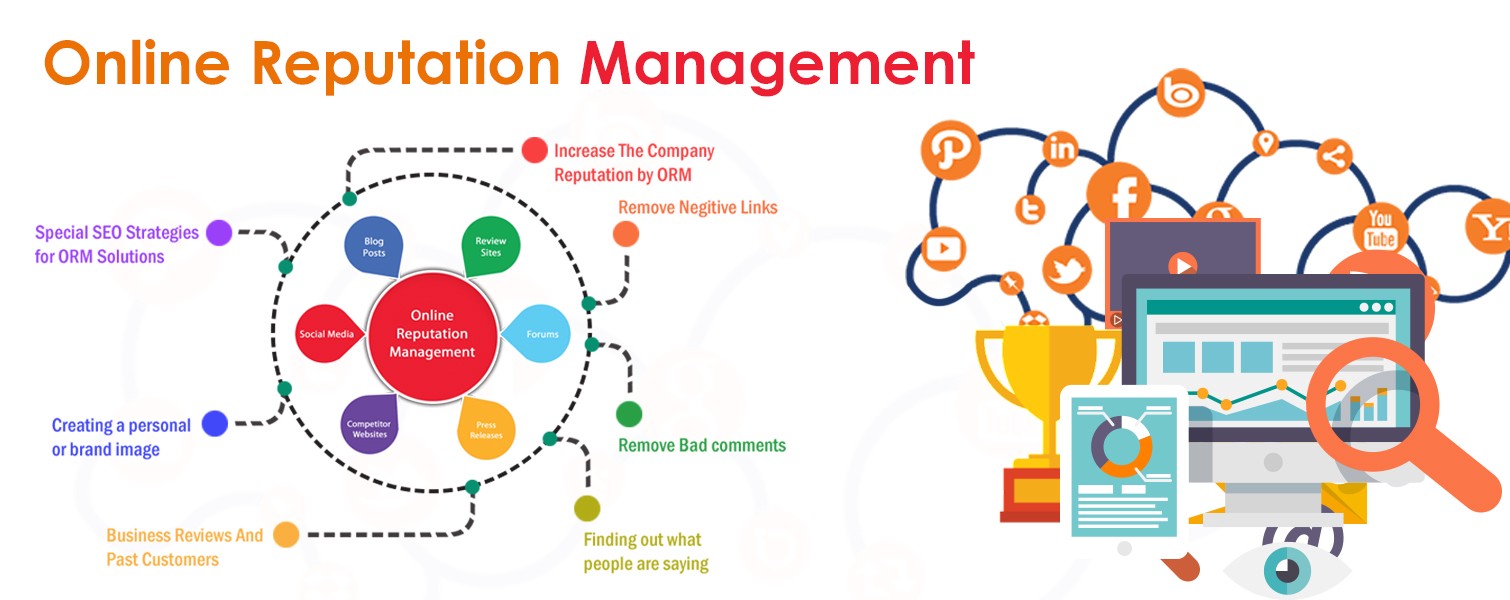 Online Reputation Management
Increase The Company
Reputation by ORM
Remove Negitive Links
Special SEO Strategies
for ORM Solutions
Blog
Posts
Review
Sites
Social Media
Online
Reputation
Management
Forums
Competitor
Websites
Press
Releases
Creating a personal
or brand image
Remove Bad comments
Business Reviews And
Past Customers
Finding out what
people are saying
in
f
You
Tube
Y
@